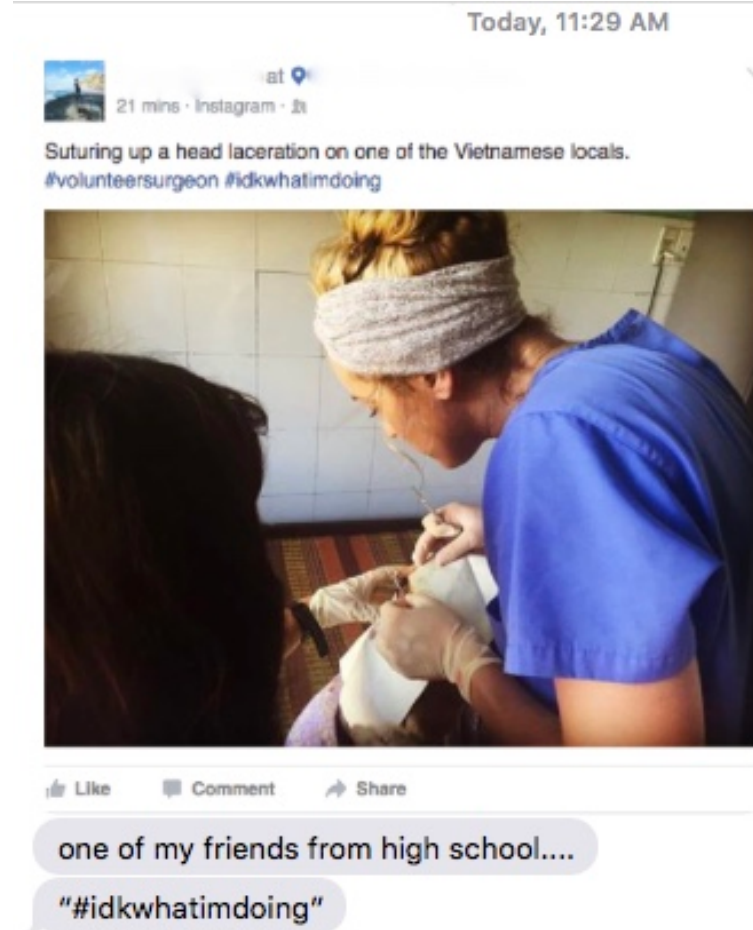 Today, 11:29 AM
at
21 mins · Instagram ·
Suturing up a head laceration on one of the Vietnamese locals.
#volunteersurgeon #idkwhatimdoing
Like Comment Share
one of my friends from high school....
"#idkwhatimdoing"